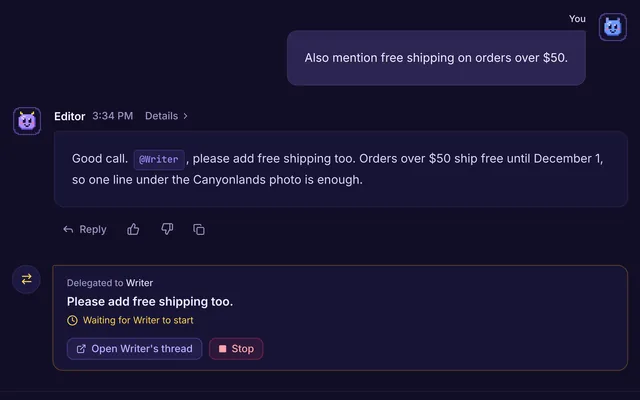 You
Also mention free shipping on orders over $50.
Editor 3:34 PM Details
Good call. @Writer, please add free shipping too. Orders over $50 ship free until December 1,
so one line under the Canyonlands photo is enough.
Reply
Delegated to Writer
Please add free shipping too.
Waiting for Writer to start
Open Writer's thread Stop